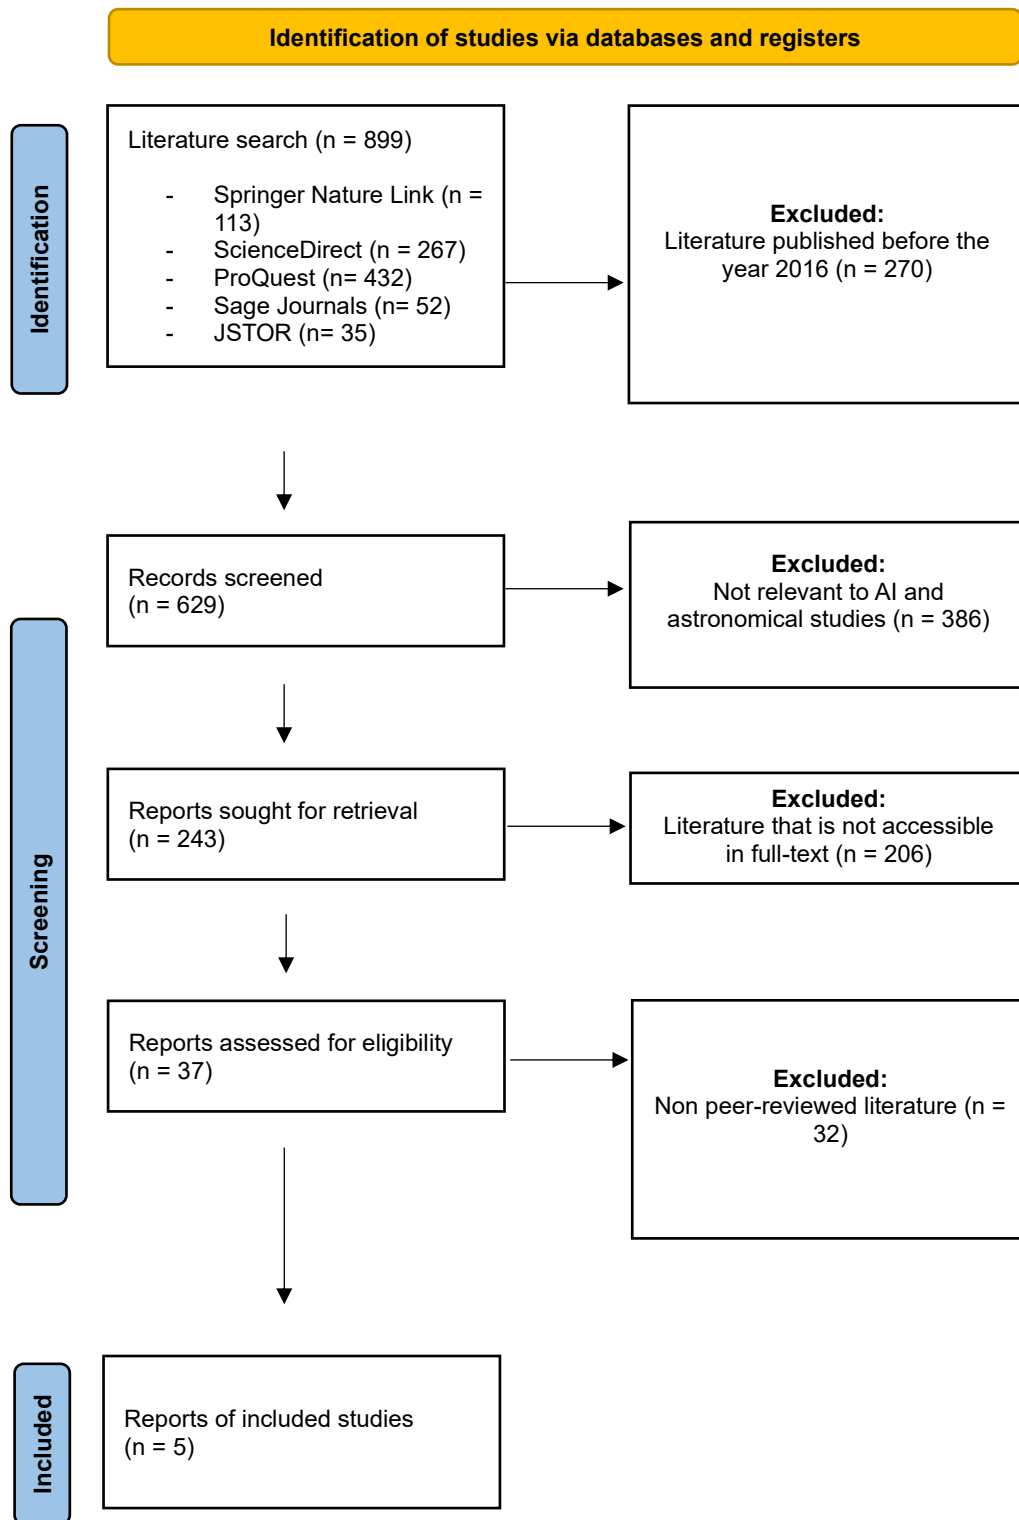 Identification of studies via databases and registers
Identification
Literature search (n = 899)
- Springer Nature Link (n =
113)
- ScienceDirect (n = 267)
- ProQuest (n= 432)
- Sage Journals (n= 52)
- JSTOR (n= 35)
Excluded:
Literature published before the
year 2016 (n = 270)
Screening
Records screened
(n = 629)
Excluded:
Not relevant to AI and
astronomical studies (n = 386)
Reports sought for retrieval
(n = 243)
Excluded:
Literature that is not accessible
in full-text (n = 206)
Reports assessed for eligibility
(n = 37)
Excluded:
Non peer-reviewed literature (n =
32)
Included
Reports of included studies
(n = 5)